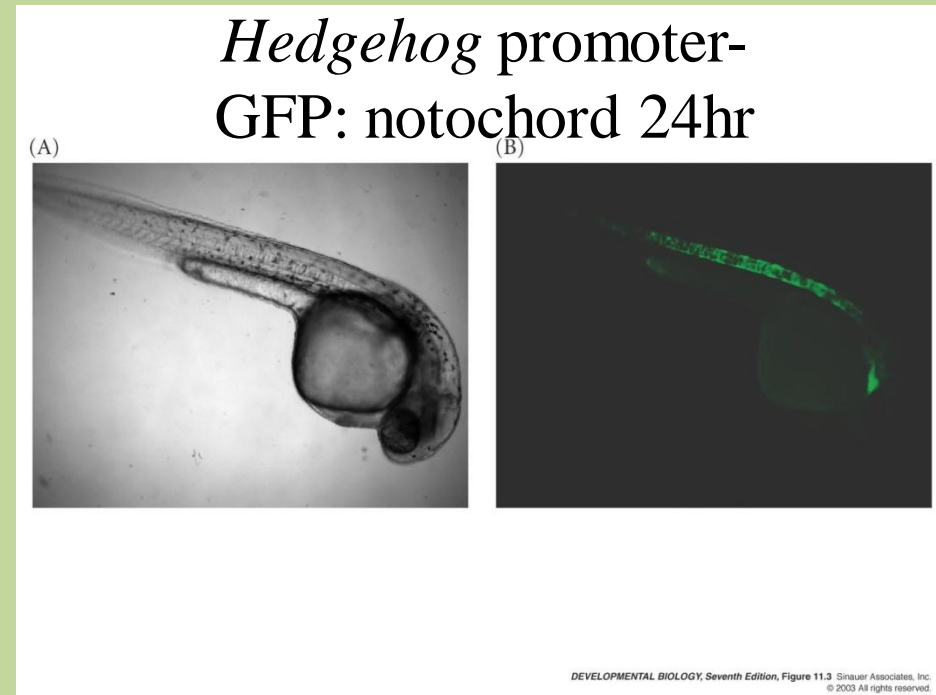 Hedgehog promoter-
GFP: notochord 24hr
(A)
(B)
DEVELOPMENTAL BIOLOGY, Seventh Edition, Figure 11.3 Sinauer Associates, Inc.
© 2003 All rights reserved.